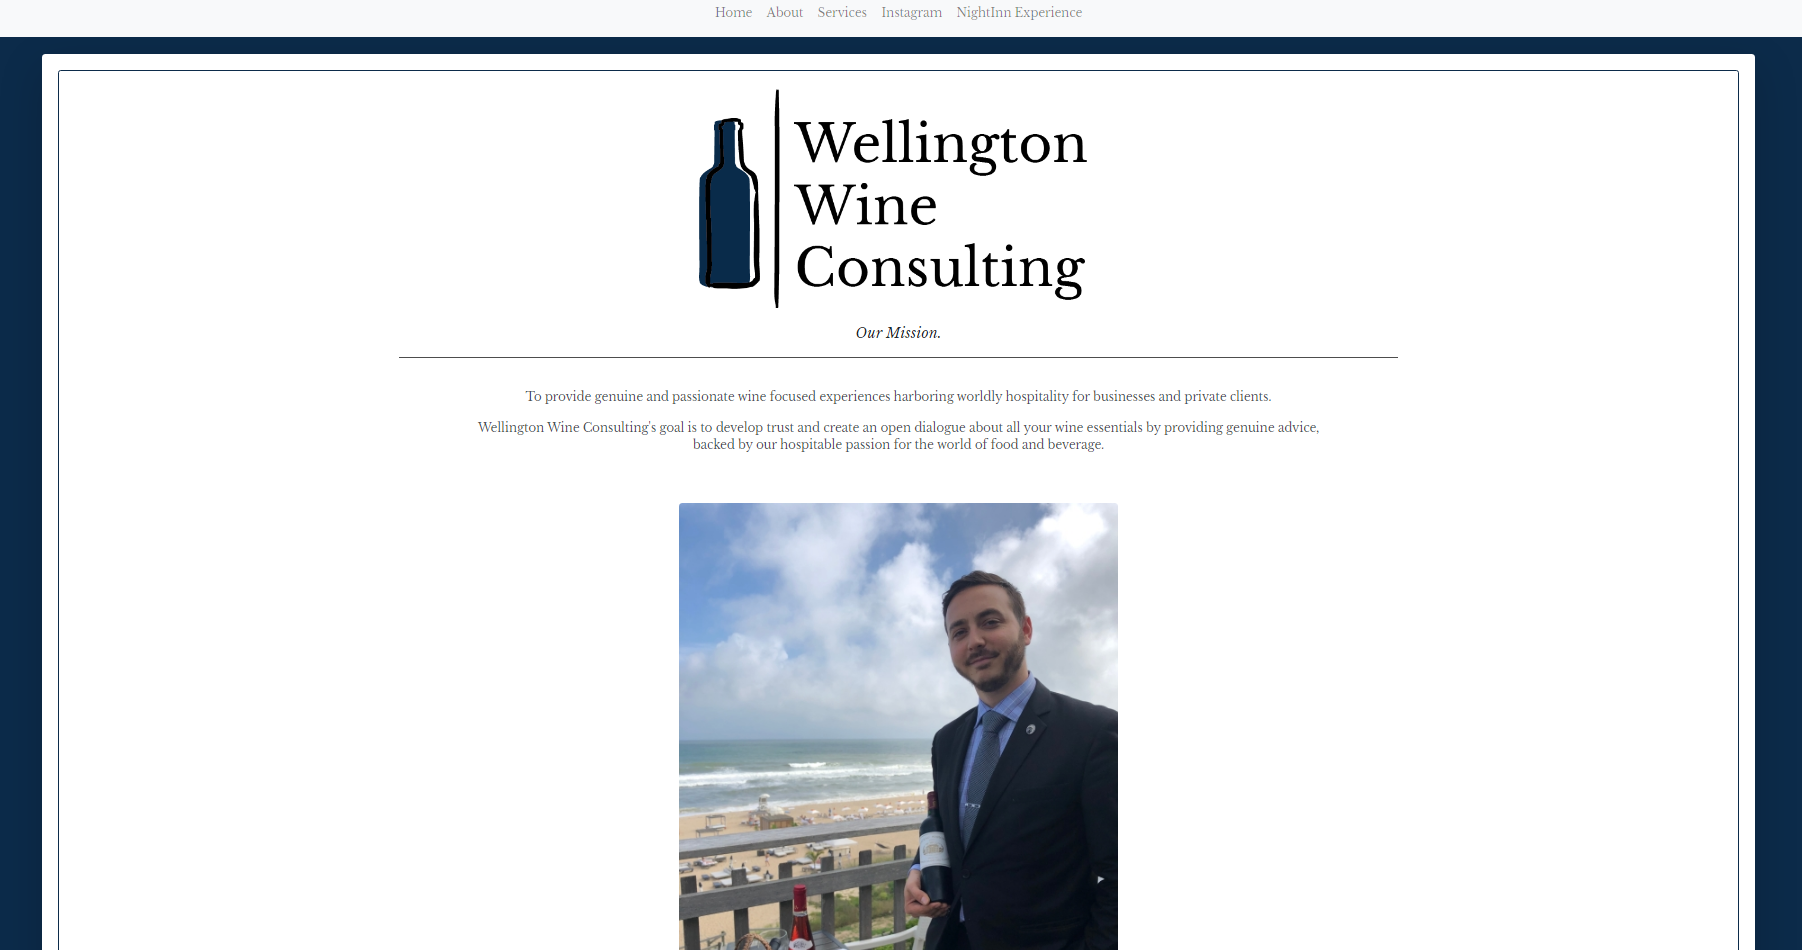 Home About Services Instagram NightInn Experience
Wellington
Wine
Consulting
Our Mission.
To provide genuine and passionate wine focused experiences harboring worldly hospitality for businesses and private clients.
Wellington Wine Consulting's goal is to develop trust and create an open dialogue about all your wine essentials by providing genuine advice,
backed by our hospitable passion for the world of food and beverage.